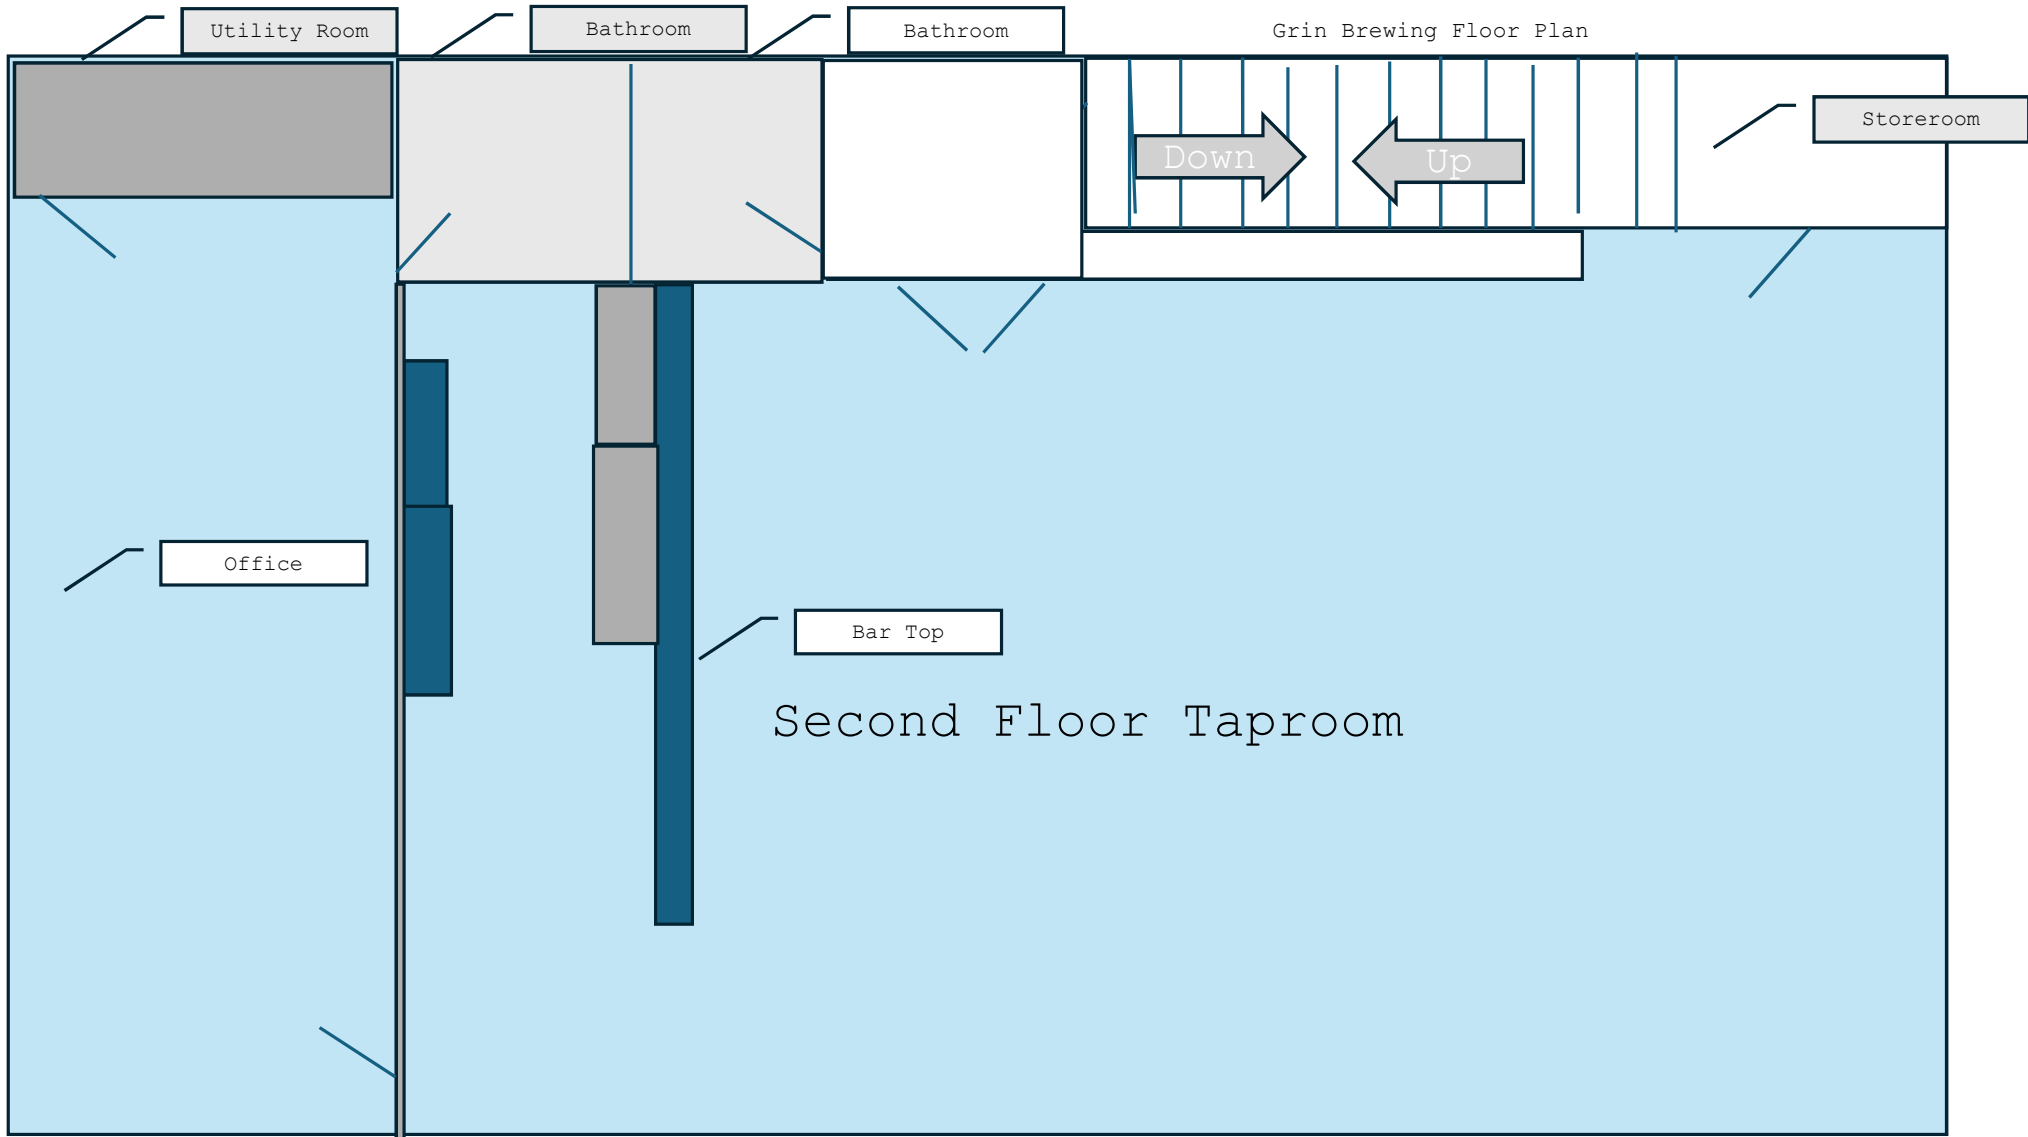 Utility Room
Bathroom
Bathroom
Grin Brewing Floor Plan
Storeroom
Down
Up
Office
Bar Top
Second Floor Taproom